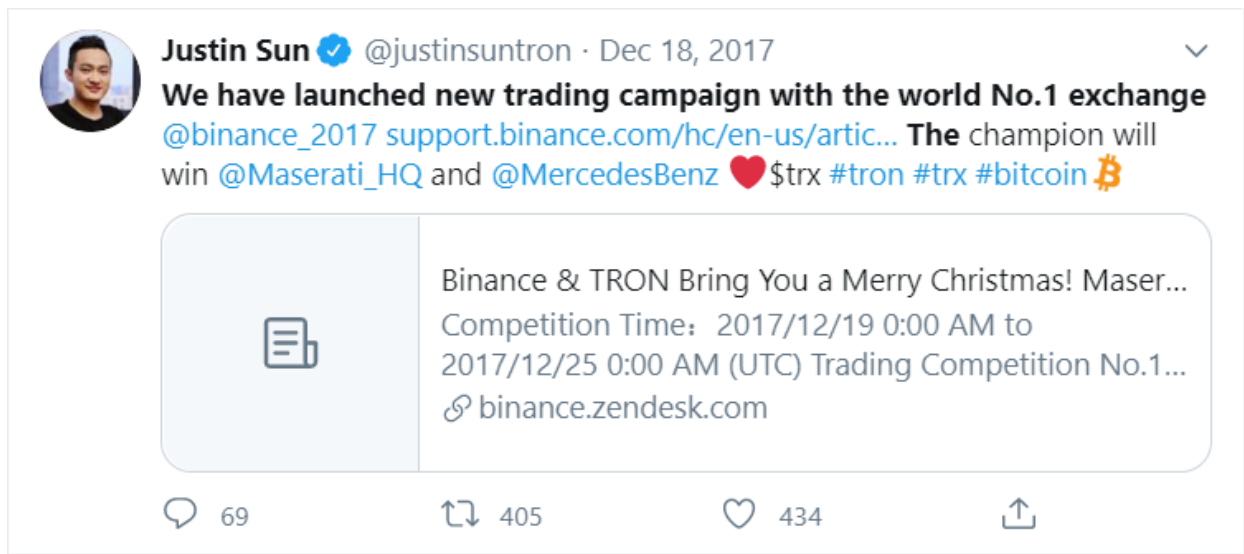 Justin Sun @justinsuntron · Dec 18, 2017
We have launched new trading campaign with the world No.1 exchange
@binance_2017 support.binance.com/hc/en-us/artic... The champion will
win @Maserati_HQ and @MercedesBenz ❤️$trx #tron #trx #bitcoin
Binance & TRON Bring You a Merry Christmas! Maser...
Competition Time：2017/12/19 0:00 AM to
2017/12/25 0:00 AM (UTC) Trading Competition No.1...
binance.zendesk.com
69 405 434